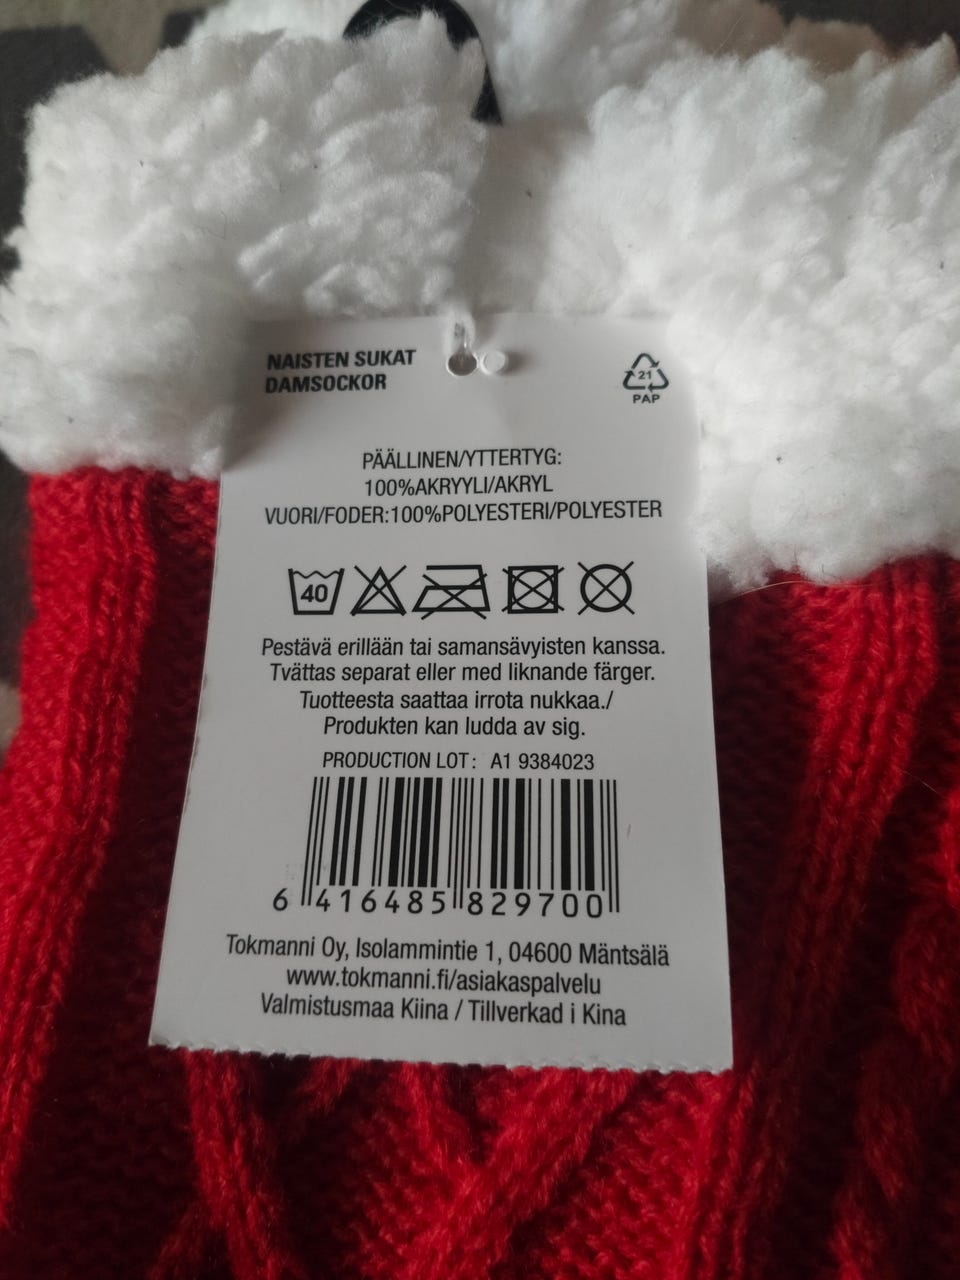 NAISTEN SUKAT
DAMSOCKOR
21
PAP
PÄÄLLINEN/YTTERTYG:
100%AKRYYLI/AKRYL
VUORI/FODER:100%POLYESTERI/POLYESTER
40
Pestävä erillään tai samansävyisten kanssa.
Tvättas separat eller med liknande färger.
Tuotteesta saattaa irrota nukkaa./
Produkten kan ludda av sig.
PRODUCTION LOT: A1 9384023
6 416485 829700
Tokmanni Oy, Isolammintie 1, 04600 Mäntsälä
www.tokmanni.fi/asiakaspalvelu
Valmistusmaa Kiina / Tillverkad i Kina